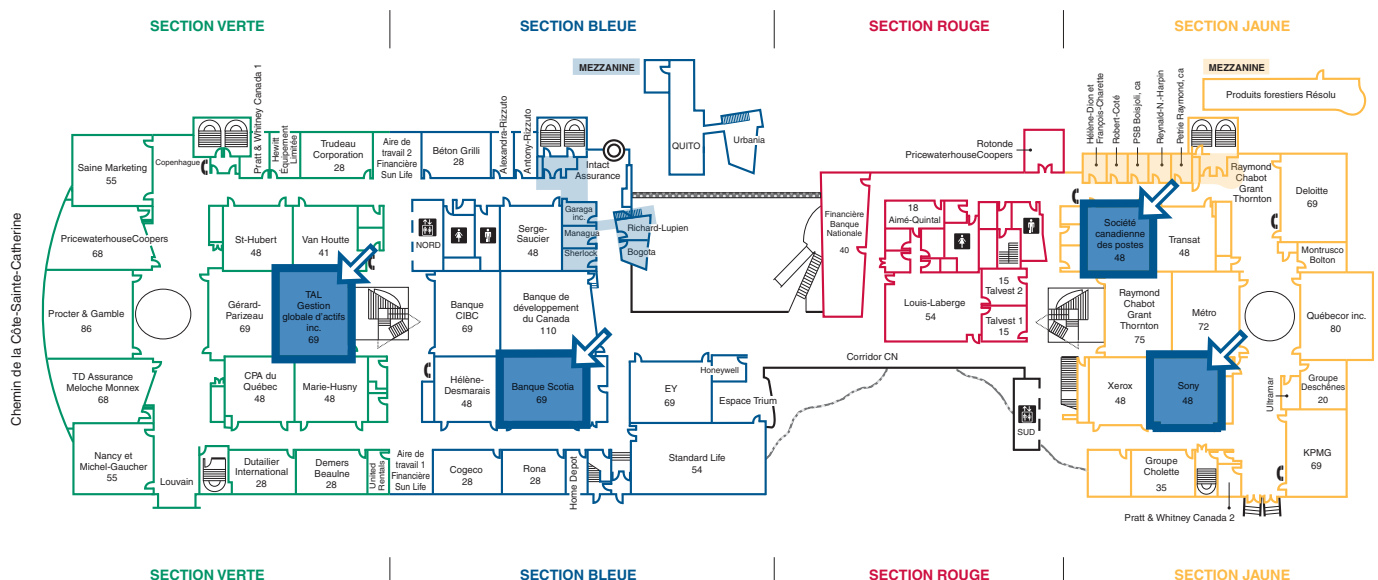 SECTION VERTE
SECTION BLEUE
SECTION ROUGE
SECTION JAUNE
MEZZANINE
MEZZANINE
Chemin de la Côte-Sainte-Catherine
Saine Marketing
55
Copenhague
Pratt & Whitney Canada 1
Hewitt
Équipement
Limitée
Trudeau
Corporation
28
Aire de
travail 2
Financière
Sun Life
Béton Grilli
28
Alexandra-Rizzuto
Antony-Rizzuto
Intact
Assurance
QUITO
Urbania
Rotonde
PricewaterhouseCoopers
Hélène-Dion et
François-Charette
Robert-Coté
PSB Boisjoli, ca
Reynald-N.-Harpin
Petrie Raymond, ca
Produits forestiers Résolu
Raymond
Chabot
Grant
Thornton
Deloitte
69
PricewaterhouseCoopers
68
St-Hubert
48
Van Houtte
41
NORD
Serge-
Saucier
48
Garaga
inc.
Managua
Sherlock
Richard-Lupien
Bogota
Financière
Banque
Nationale
40
18
Aimé-Quintal
Société
canadienne
des postes
48
Transat
48
Montrusco
Bolton
Procter & Gamble
86
Gérard-
Parizeau
69
TAL
Gestion
globale d'actifs
inc.
69
Banque
CIBC
69
Banque de
développement
du Canada
110
Louis-Laberge
54
15
Talvest 2
Talvest 1
15
Raymond
Chabot
Grant
Thornton
75
Métro
72
Québecor inc.
80
TD Assurance
Meloche Monnex
68
CPA du
Québec
48
Marie-Husny
48
Hélène-
Desmarais
48
Banque Scotia
69
EY
69
Honeywell
Espace Trium
Corridor CN
SUD
Xerox
48
Sony
48
Ultramar
Groupe
Deschênes
20
Nancy et
Michel-Gaucher
55
Louvain
Dutailier
International
28
Demers
Beaulne
28
United
Rentals
Aire de
travail 1
Financière
Sun Life
Cogeco
28
Rona
28
Home Depot
Standard Life
54
Groupe
Cholette
35
Pratt & Whitney Canada 2
KPMG
69
SECTION VERTE
SECTION BLEUE
SECTION ROUGE
SECTION JAUNE